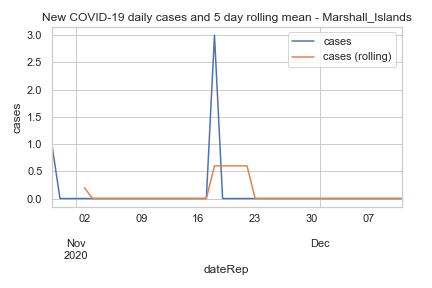 New COVID-19 daily cases and 5 day rolling mean - Marshall_Islands
cases
cases (rolling)
cases
3.0
2.5
2.0
1.5
1.0
0.5
0.0
02 09 16 23 30 07
Nov Dec
2020
dateRep